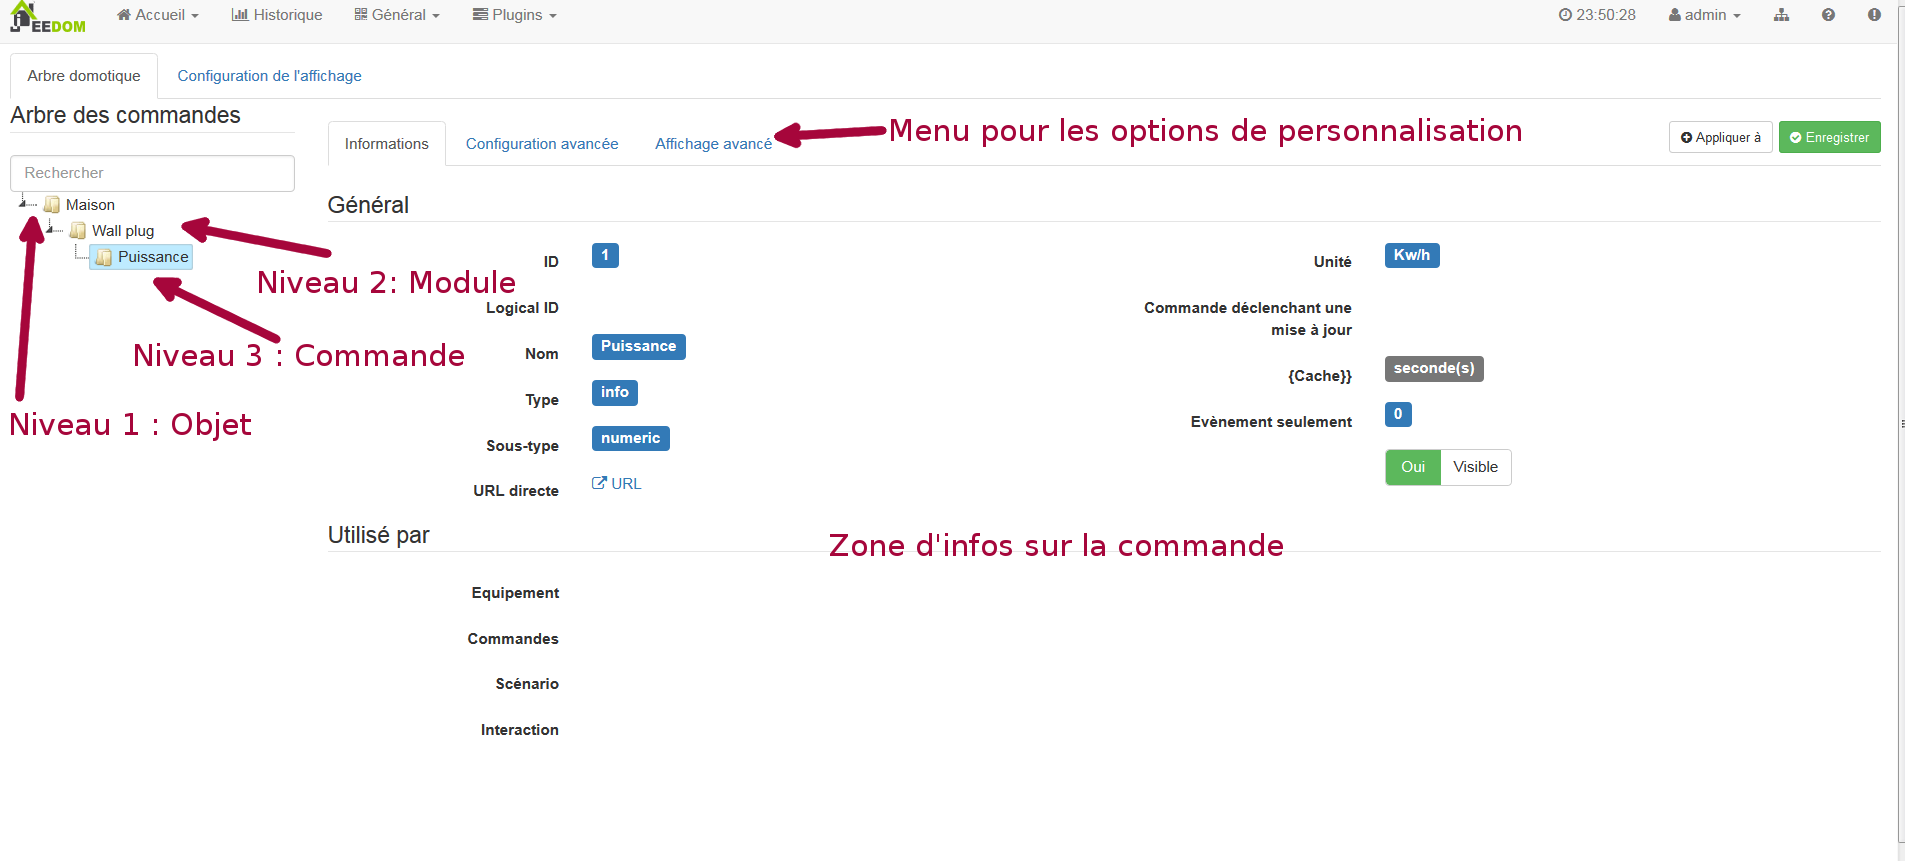 JEEDOM Accueil Historique Général Plugins 23:50:28 admin
Arbre domotique Configuration de l'affichage
Arbre des commandes
Rechercher
Maison
Wall plug
Puissance
Niveau 1 : Objet
Niveau 2: Module
Niveau 3 : Commande
Informations Configuration avancée Affichage avancé
Menu pour les options de personnalisation
Appliquer à Enregistrer
Général
ID 1
Logical ID
Nom Puissance
Type info
Sous-type numeric
URL directe URL
Unité Kw/h
Commande déclenchant une
mise à jour
{Cache}} seconde(s)
Evènement seulement 0
Oui Visible
Utilisé par
Zone d'infos sur la commande
Equipement
Commandes
Scénario
Interaction